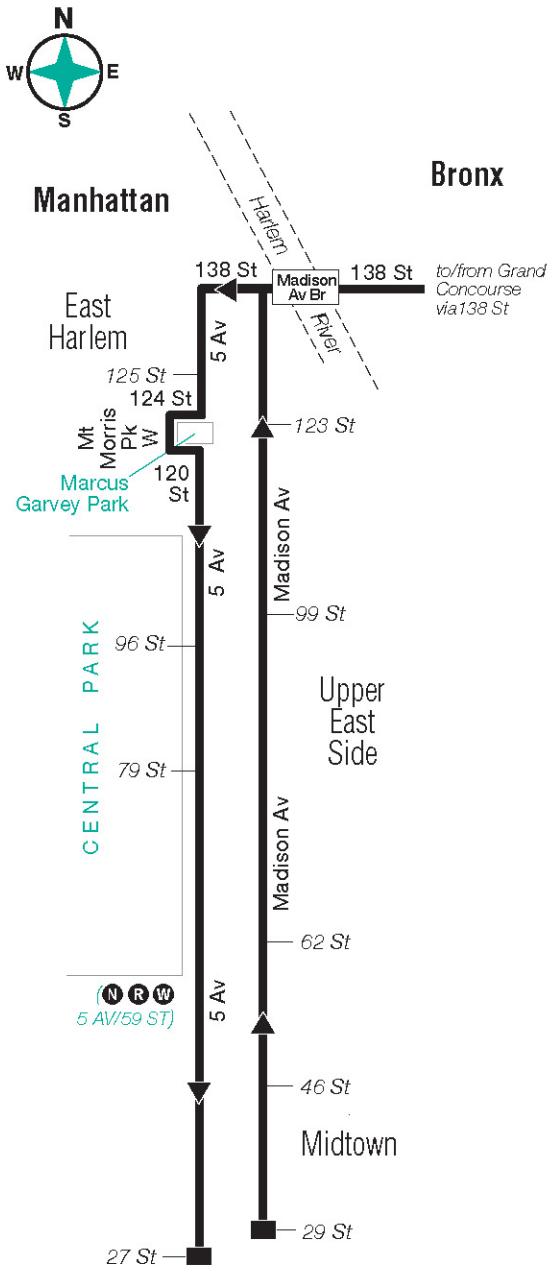 N
W
E
S
Manhattan
Bronx
Harlem
River
138 St
Madison
Av Br
138 St
to/from Grand
Concourse
via138 St
East
Harlem
5 Av
125 St
124 St
Mt
Morris
Pk
W
123 St
Marcus
Garvey Park
120
St
5 Av
Madison Av
99 St
96 St
CENTRAL PARK
Upper
East
Side
79 St
Madison Av
62 St
(N R W
5 AV/59 ST)
5 Av
46 St
Midtown
29 St
27 St